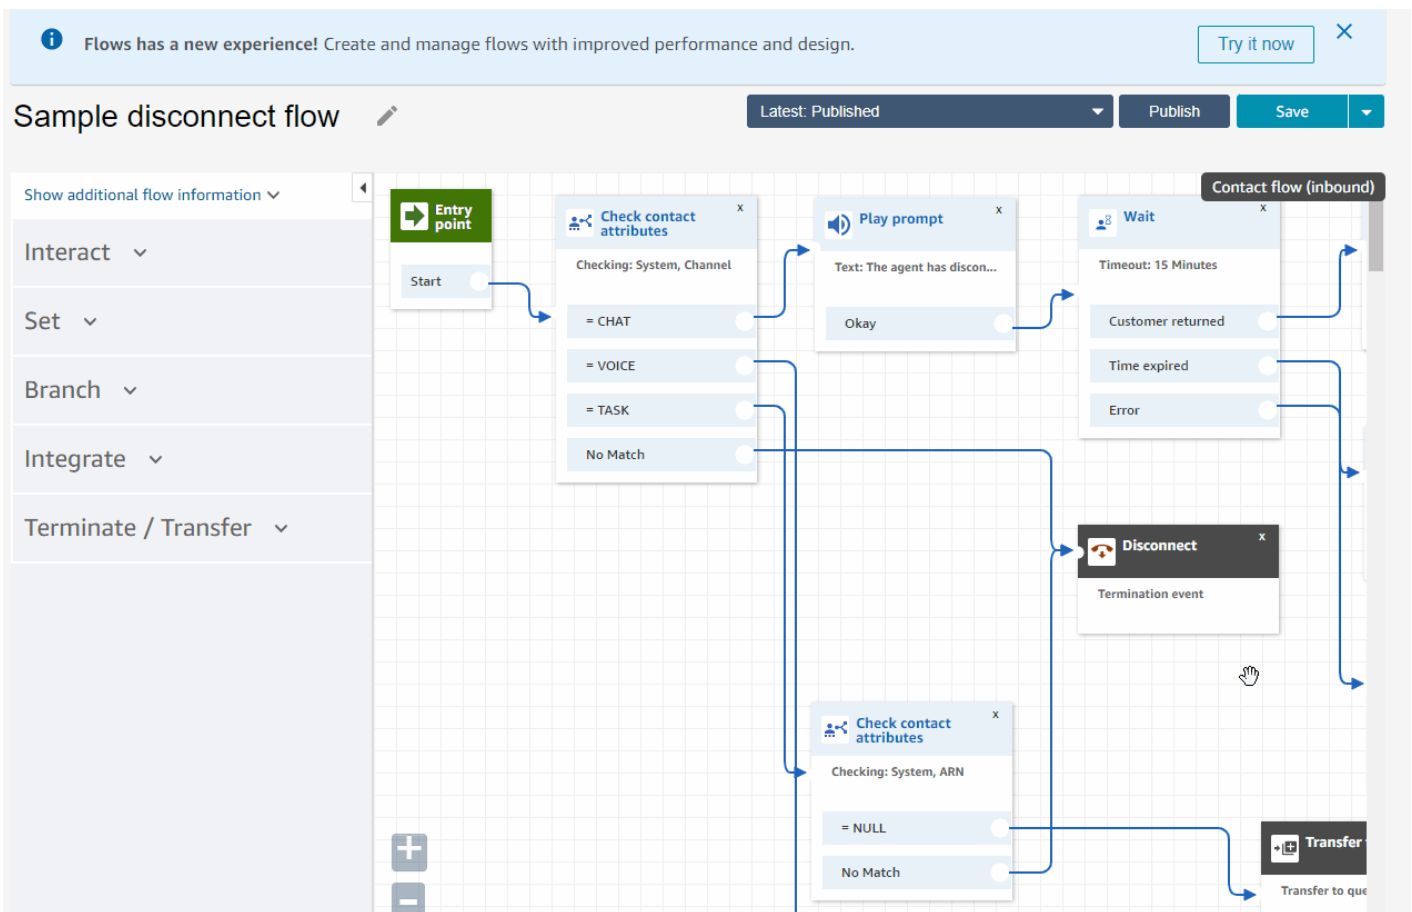 Flows has a new experience! Create and manage flows with improved performance and design.
Try it now
Sample disconnect flow
Latest: Published
Publish
Save
Show additional flow information
Contact flow (inbound)
Interact
Set
Branch
Integrate
Terminate / Transfer
Entry
point
Start
Check contact
attributes
x
Checking: System, Channel
= CHAT
= VOICE
= TASK
No Match
Play prompt
x
Text: The agent has discon...
Okay
Wait
x
Timeout: 15 Minutes
Customer returned
Time expired
Error
Disconnect
x
Termination event
Check contact
attributes
x
Checking: System, ARN
= NULL
No Match
Transfer
Transfer to que